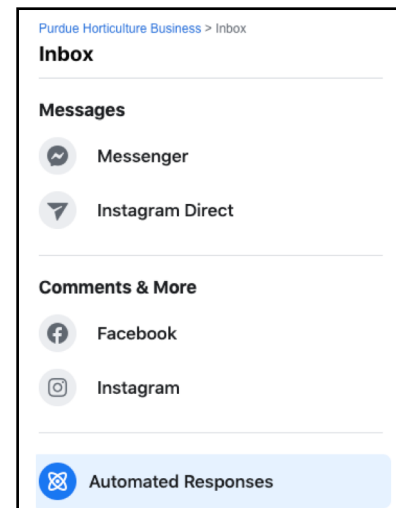 Purdue Horticulture Business > Inbox
Inbox
Messages
Messenger
Instagram Direct
Comments & More
Facebook
Instagram
Automated Responses